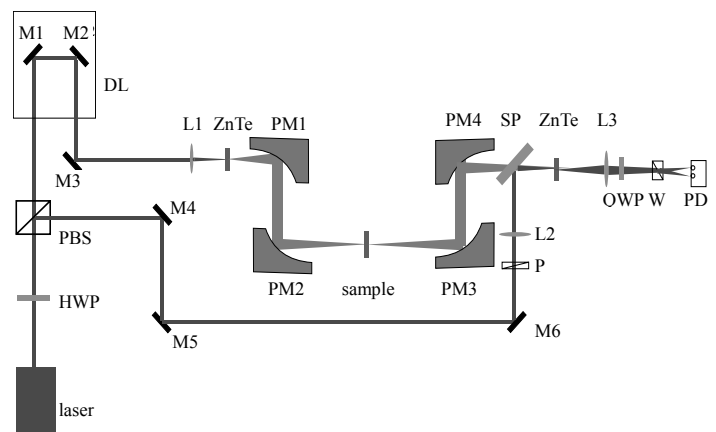 M1
M2
DL
L1
ZnTe
PM1
PM4
SP
ZnTe
L3
M3
M4
QWP
W
PD
PBS
L2
PM2
sample
PM3
P
HWP
M5
M6
laser